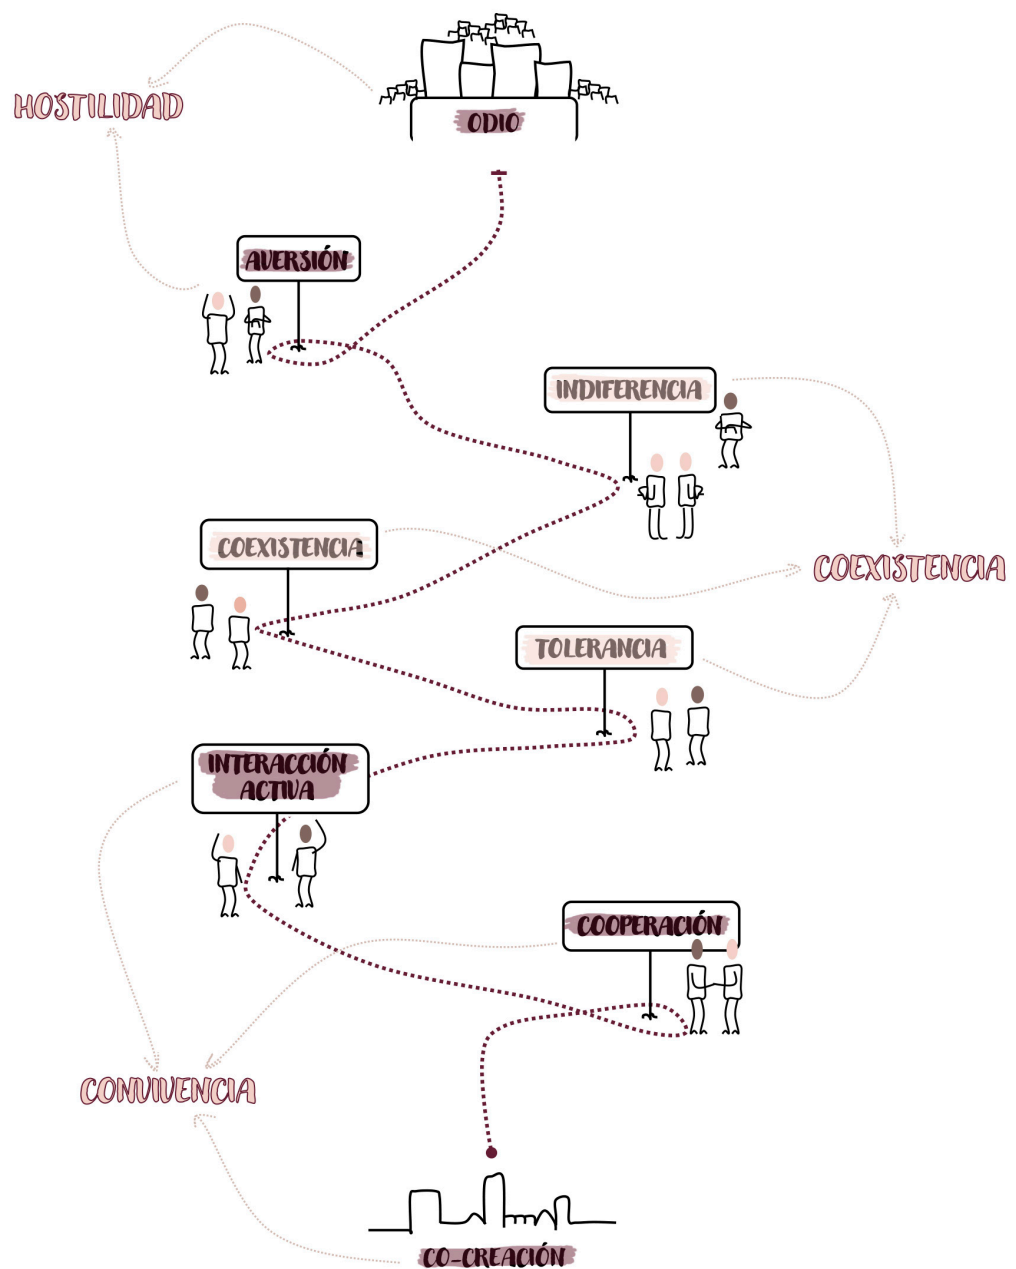 ODIO
HOSTILIDAD
AVERSIÓN
INDIFERENCIA
COEXISTENCIA
COEXISTENCIA
TOLERANCIA
INTERACCIÓN
ACTIVA
COOPERACIÓN
CONVIVENCIA
CO-CREACIÓN